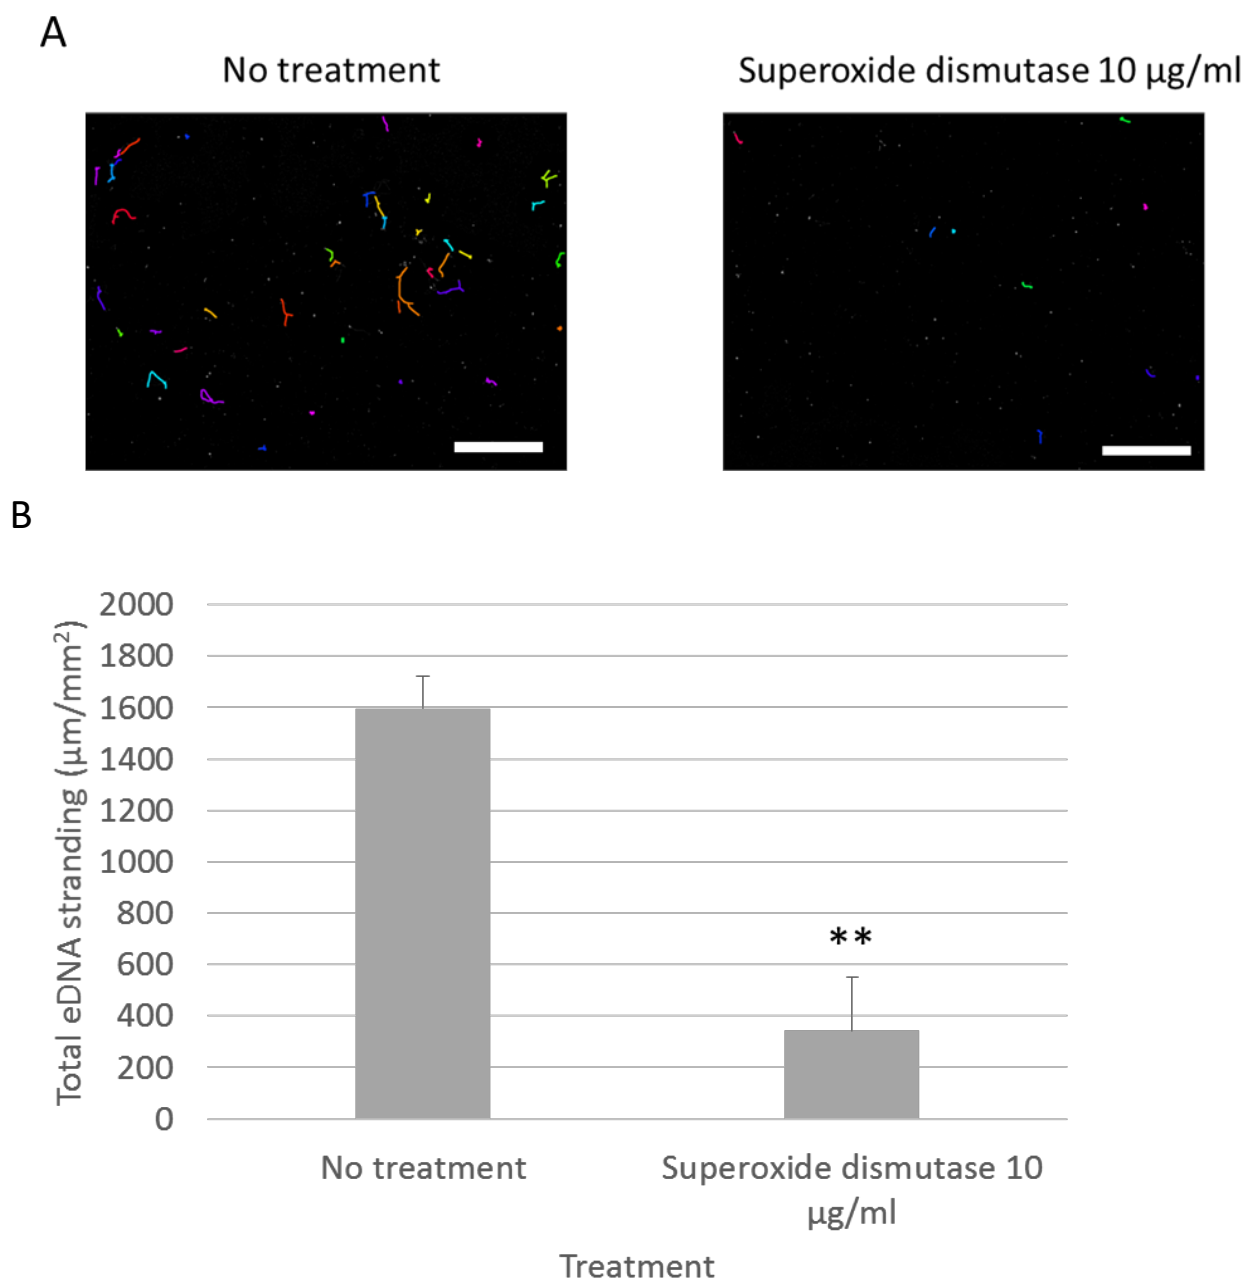 A
No treatment
Superoxide dismutase 10 µg/ml
B
Total eDNA stranding (µm/mm²)
2000
1800
1600
1400
1200
1000
800
600
400
200
0
**
No treatment
Superoxide dismutase 10
µg/ml
Treatment